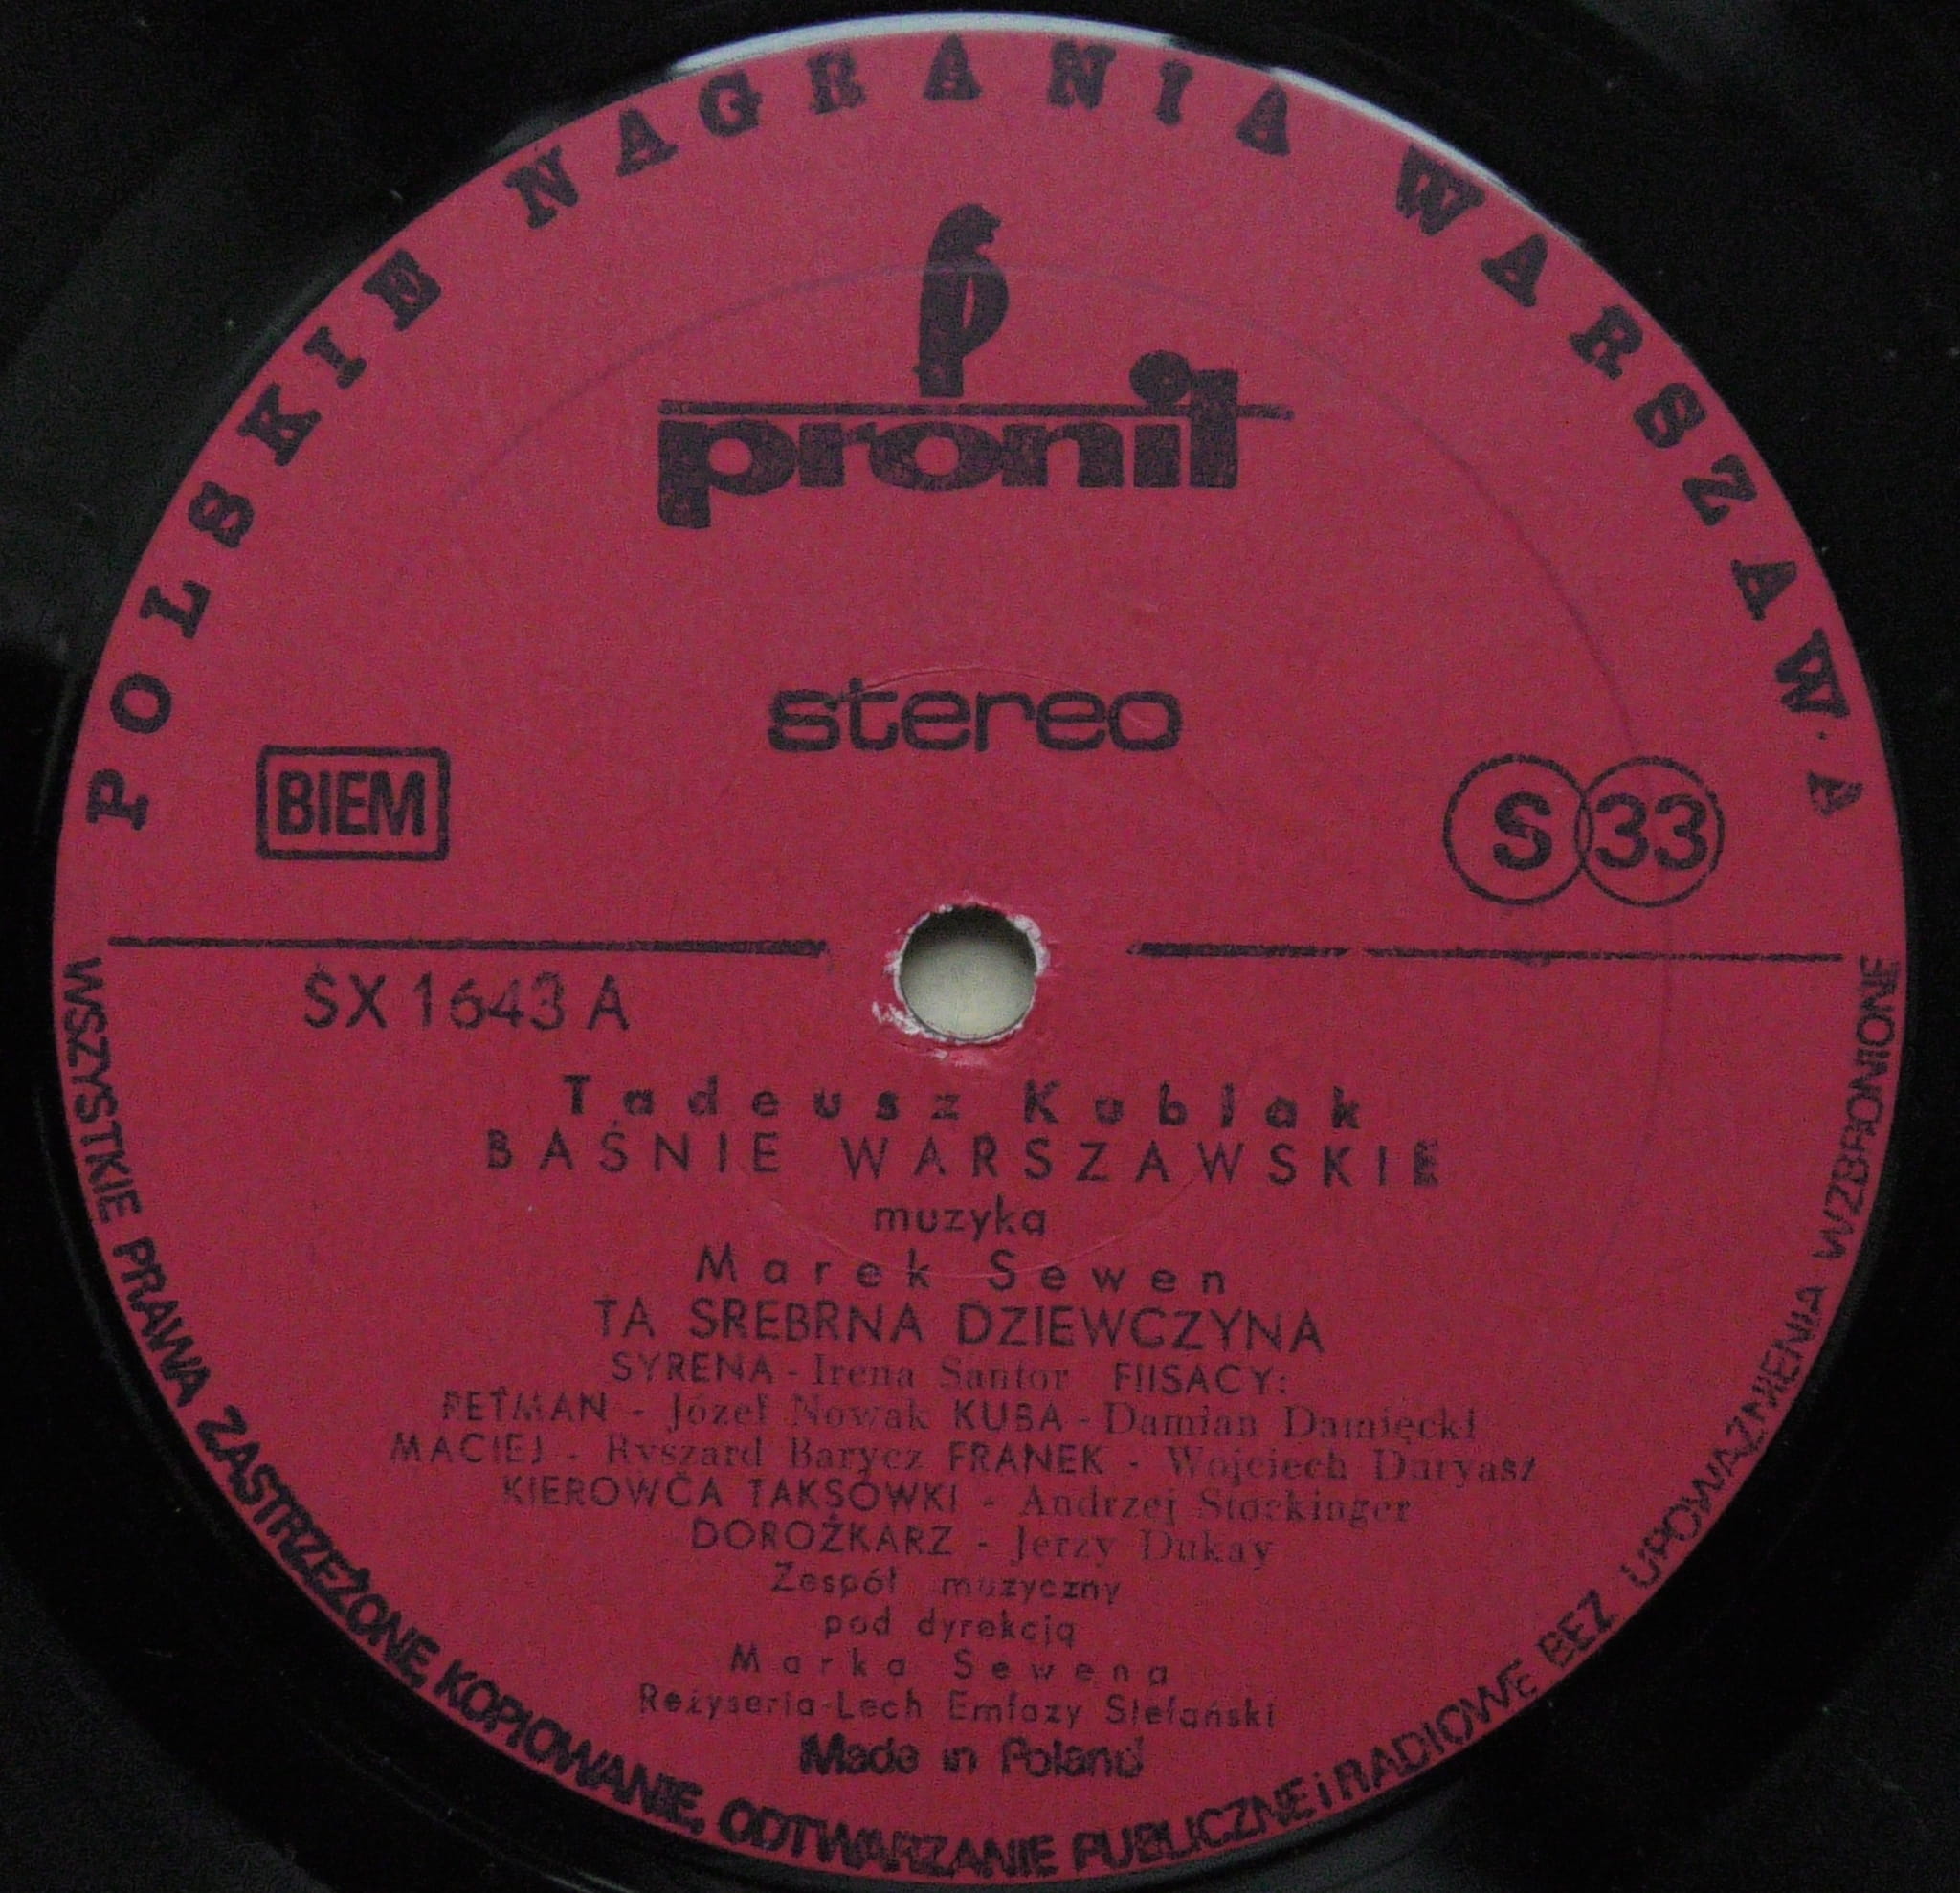 POLSKIE NAGRANIA WARSZAWA
pronit
stereo
BIEM
S 33
SX 1643 A
Tadeusz Kubiak
BAŚNIE WARSZAWSKIE
muzyka
Marek Sewen
TA SREBRNA DZIEWCZYNA
SYRENA - Irena Santor FIISACY:
RETMAN - Józef Nowak KUBA - Damian Damięcki
MACIEJ - Ryszard Barycz FRANEK - Wojciech Duryasz
KIEROWCA TAKSÓWKI - Andrzej Stockinger
DOROŻKARZ - Jerzy Dukay
Zespół muzyczny
pod dyrekcją
Marka Sewena
Reżyseria-Lech Emfazy Stefański
Made in Poland
WSZYSTKIE PRAWA ZASTRZEŻONE, KOPIOWANIE, ODTWARZANIE PUBLICZNE i RADIOWE BEZ UPOWAŻNIENIA WZBRONIONE